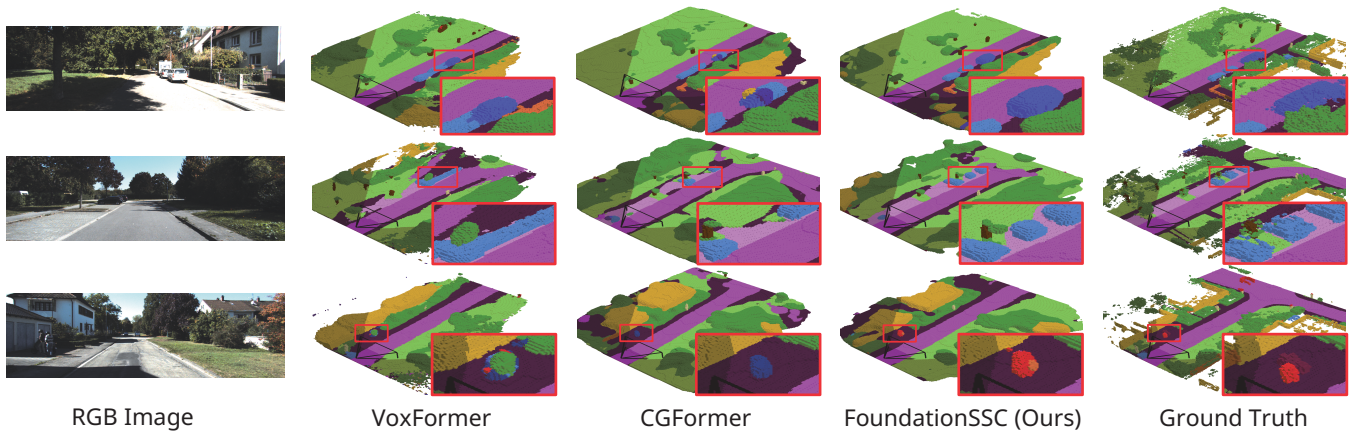 RGB Image
VoxFormer
CGFormer
FoundationSSC (Ours)
Ground Truth